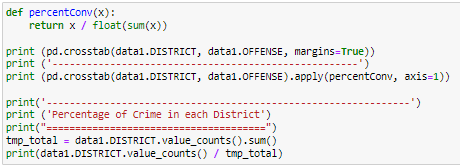 def percentConv(x):
    return x / float(sum(x))
print (pd.crosstab(data1.DISTRICT, data1.OFFENSE, margins=True))
print ('--------------------------------------------------------')
print (pd.crosstab(data1.DISTRICT, data1.OFFENSE).apply(percentConv, axis=1))
print('-------------------------------------------------------------------')
print ('Percentage of Crime in each District')
print("========================================")
tmp_total = data1.DISTRICT.value_counts().sum()
print(data1.DISTRICT.value_counts() / tmp_total)